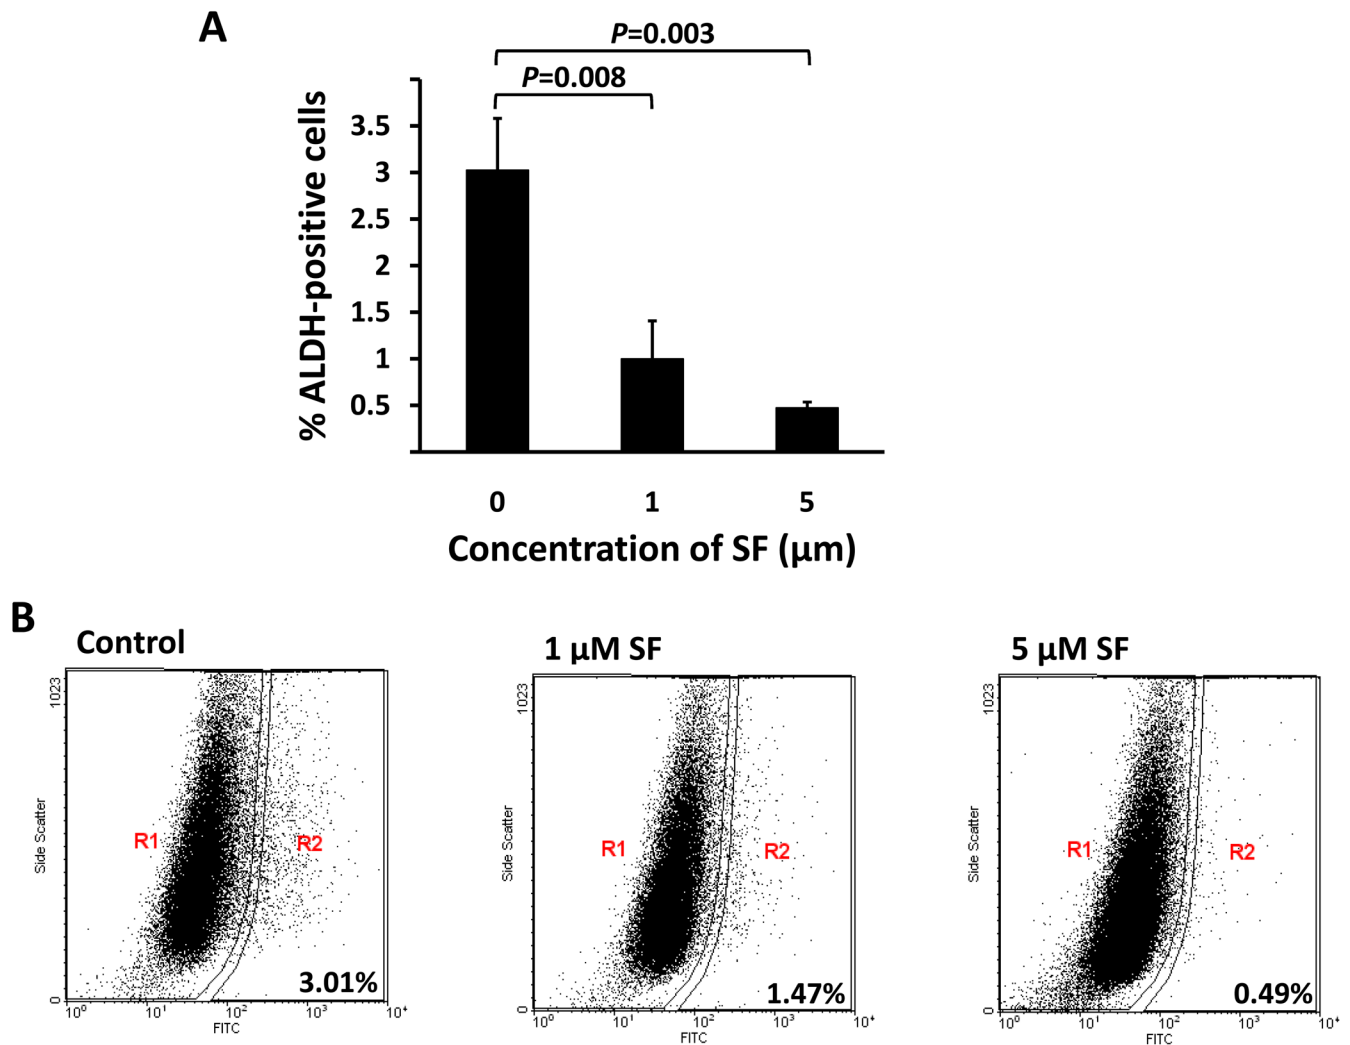 A
P=0.003
P=0.008
% ALDH-positive cells
3.5
3
2.5
2
1.5
1
0.5
0 1 5
Concentration of SF (μm)
B
Control
1023
Side Scatter
R1
R2
3.01%
0
10⁰ 10¹ 10² 10³ 10⁴
FITC
1 μM SF
1023
Side Scatter
R1
R2
1.47%
0
10⁰ 10¹ 10² 10³ 10⁴
FITC
5 μM SF
1023
Side Scatter
R1
R2
0.49%
0
10⁰ 10¹ 10² 10³ 10⁴
FITC